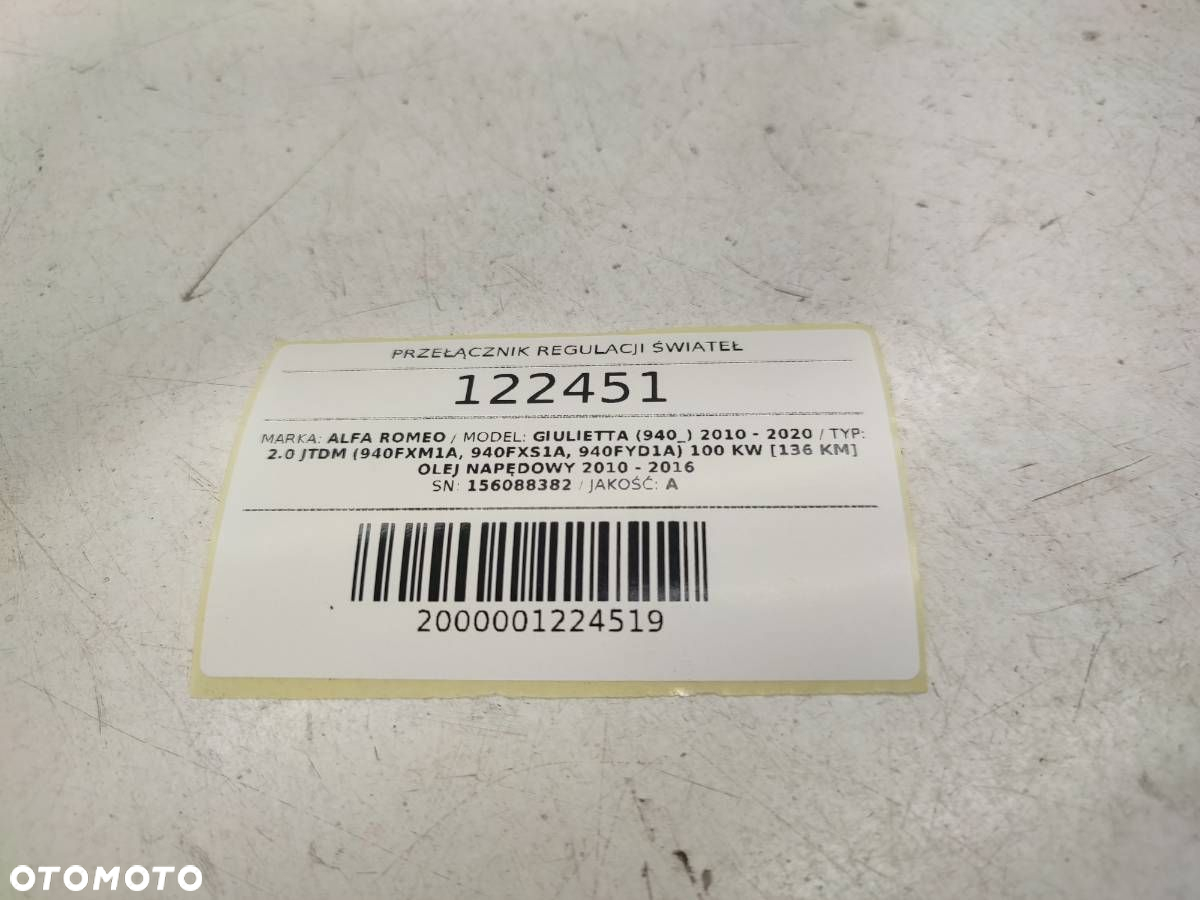 PRZEŁĄCZNIK REGULACJI ŚWIATEŁ
122451
MARKA: ALFA ROMEO / MODEL: GIULIETTA (940_) 2010 - 2020 / TYP:
2.0 JTDM (940FXM1A, 940FXS1A, 940FYD1A) 100 KW [136 KM]
OLEJ NAPĘDOWY 2010 - 2016
SN: 156088382 / JAKOŚĆ: A
2000001224519
OTOMOTO